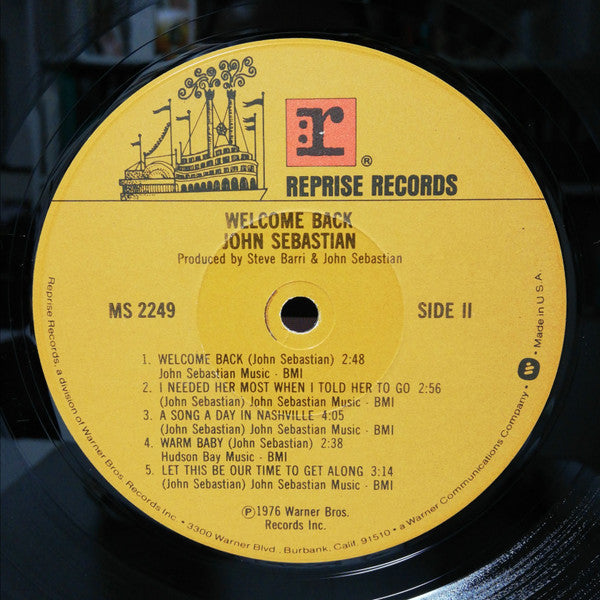 r
®
REPRISE RECORDS
WELCOME BACK
JOHN SEBASTIAN
Produced by Steve Barri & John Sebastian
MS 2249
SIDE II
1. WELCOME BACK (John Sebastian) 2:48
John Sebastian Music - BMI
2. I NEEDED HER MOST WHEN I TOLD HER TO GO 2:56
(John Sebastian) John Sebastian Music - BMI
3. A SONG A DAY IN NASHVILLE 4:05
(John Sebastian) John Sebastian Music - BMI
4. WARM BABY (John Sebastian) 2:38
Hudson Bay Music - BMI
5. LET THIS BE OUR TIME TO GET ALONG 3:14
(John Sebastian) John Sebastian Music - BMI
℗1976 Warner Bros.
Records Inc.
Reprise Records, a division of Warner Bros. Records Inc. • 3300 Warner Blvd., Burbank, Calif. 91510 • a Warner Communications Company • W • Made in U.S.A.